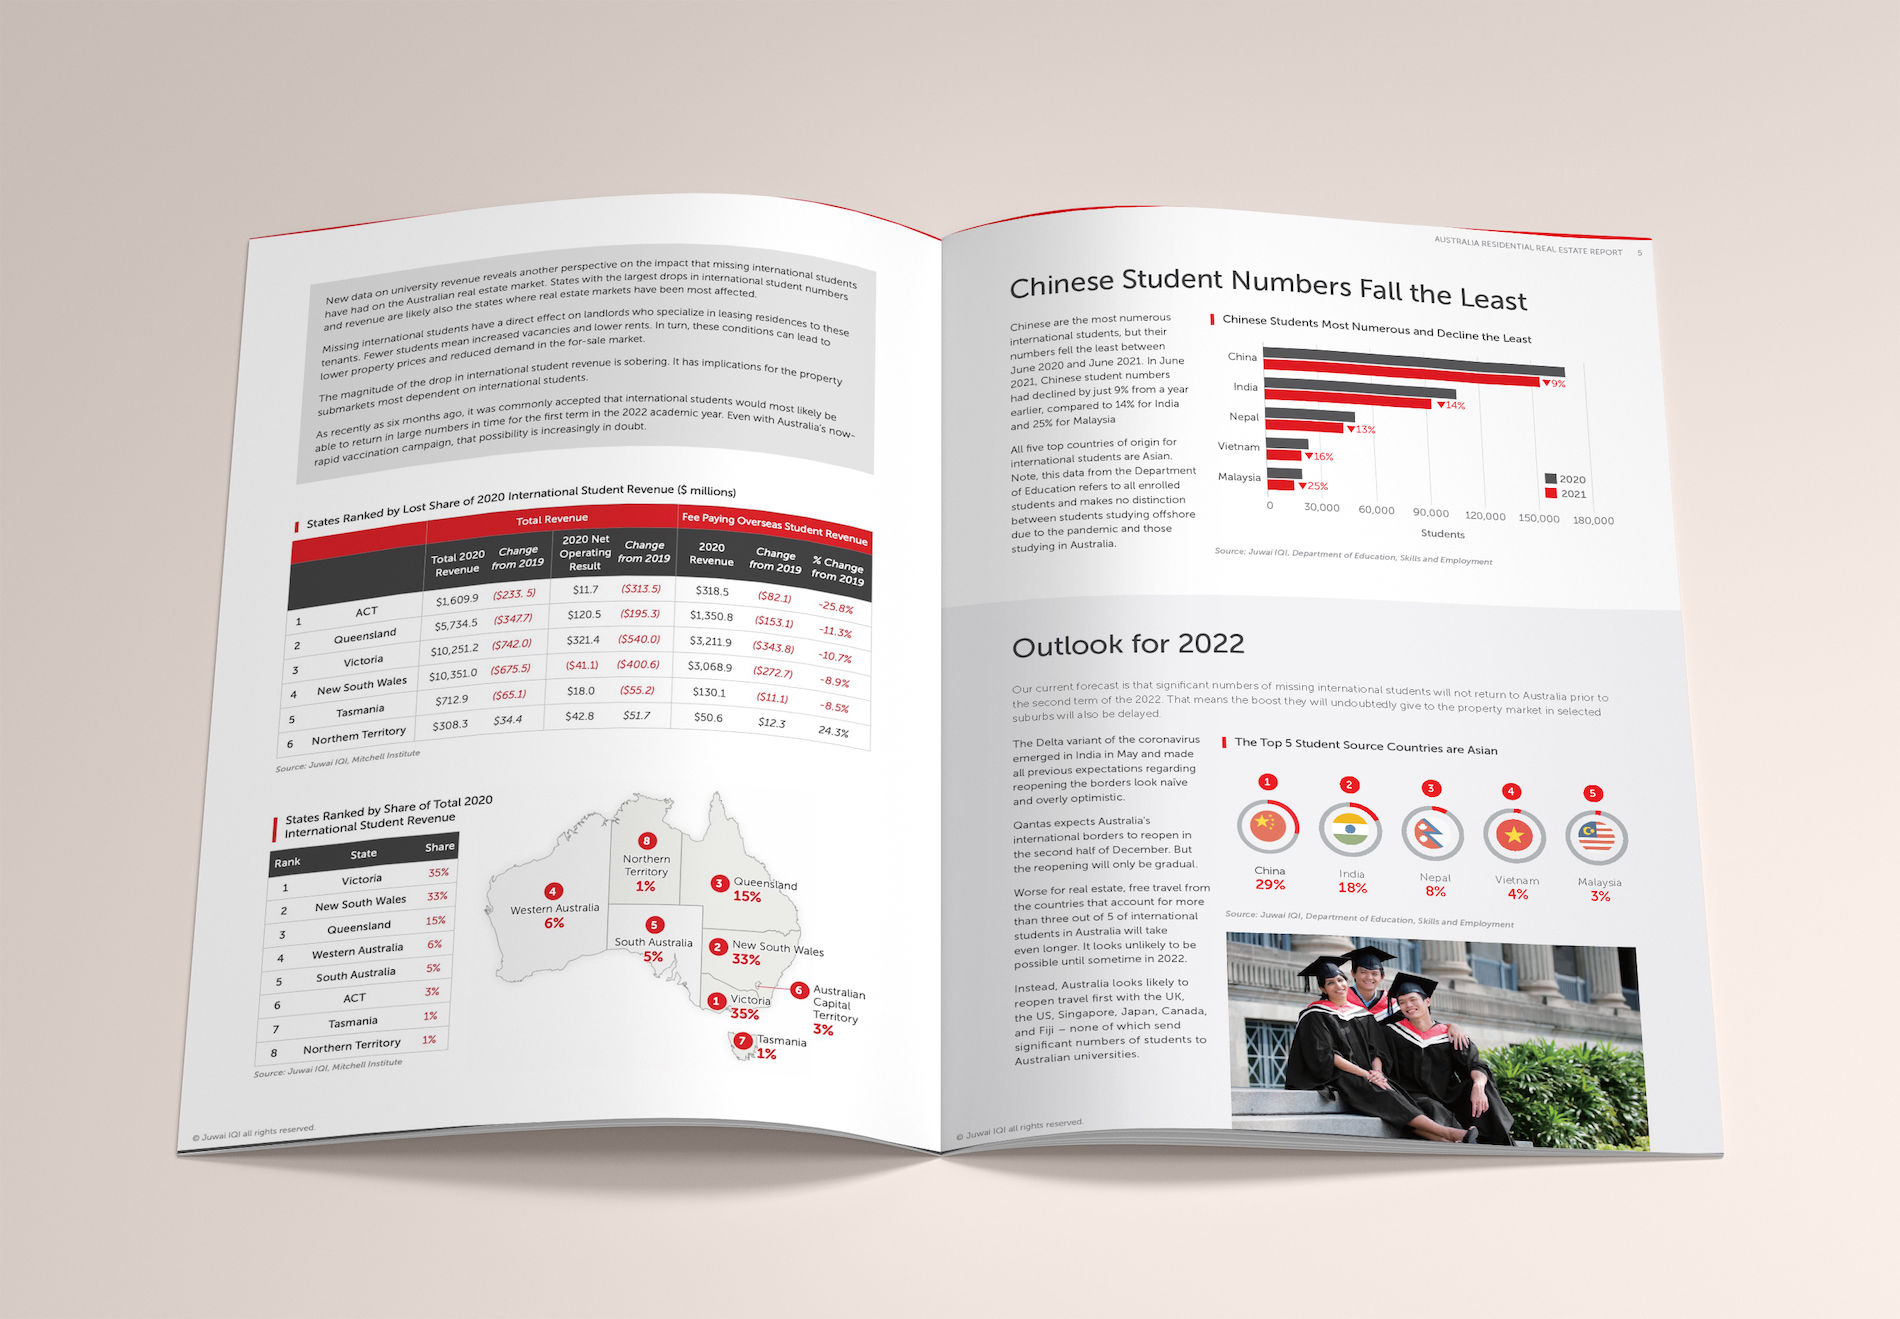 New data on university revenue reveals another perspective on the impact that missing international students
have had on the Australian real estate market. States with the largest drops in international student numbers
and revenue are likely also the states where real estate markets have been most affected.
Missing international students have a direct effect on landlords who specialize in leasing residences to these
tenants. Fewer students mean increased vacancies and lower rents. In turn, these conditions can lead to
lower property prices and reduced demand in the for-sale market.
The magnitude of the drop in international student revenue is sobering. It has implications for the property
submarkets most dependent on international students.
As recently as six months ago, it was commonly accepted that international students would most likely be
able to return in large numbers in time for the first term in the 2022 academic year. Even with Australia's now-
rapid vaccination campaign, that possibility is increasingly in doubt.
States Ranked by Lost Share of 2020 International Student Revenue ($ millions)
Total Revenue Fee Paying Overseas Student Revenue
Total 2020 Revenue Change from 2019 2020 Net Operating Result Change from 2019 2020 Revenue Change from 2019 % Change from 2019
1 ACT $1,609.9 ($233. 5) $11.7 ($313.5) $318.5 ($82.1) -25.8%
2 Queensland $5,734.5 ($347.7) $120.5 ($195.3) $1,350.8 ($153.1) -11.3%
3 Victoria $10,251.2 ($742.0) $321.4 ($540.0) $3,211.9 ($343.8) -10.7%
4 New South Wales $10,351.0 ($675.5) ($41.1) ($400.6) $3,068.9 ($272.7) -8.9%
5 Tasmania $712.9 ($65.1) $18.0 ($55.2) $130.1 ($11.1) -8.5%
6 Northem Territory $308.3 $34.4 $42.8 $51.7 $50.6 $12.3 24.3%
Source: Juwai IQI, Mitchell Institute
States Ranked by Share of Total 2020
International Student Revenue
Rank State Share
1 Victoria 35%
2 New South Wales 33%
3 Queensland 15%
4 Western Australia 6%
5 South Australia 5%
6 ACT 3%
7 Tasmania 1%
8 Northern Territory 1%
Source: Juwai IQI, Mitchell Institute
8
Northern
Territory
1%
3 Queensland
15%
4
Western Australia
6%
5
South Australia
5%
2 New South Wales
33%
1 Victoria
35%
6 Australian
Capital
Territory
3%
7 Tasmania
1%
© Juwai IQI all rights reserved.
AUSTRALIA RESIDENTIAL REAL ESTATE REPORT 5
Chinese Student Numbers Fall the Least
Chinese are the most numerous
international students, but their
numbers fell the least between
June 2020 and June 2021. In June
2021, Chinese student numbers
had declined by just 9% from a year
earlier, compared to 14% for India
and 25% for Malaysia
All five top countries of origin for
international students are Asian.
Note, this data from the Department
of Education refers to all enrolled
students and makes no distinction
between students studying offshore
due to the pandemic and those
studying in Australia.
Chinese Students Most Numerous and Decline the Least
China ▼9%
India ▼14%
Nepal ▼13%
Vietnam ▼16%
Malaysia ▼25%
2020
2021
0 30,000 60,000 90,000 120,000 150,000 180,000
Students
Source: Juwai IQI, Department of Education, Skills and Employment
Outlook for 2022
Our current forecast is that significant numbers of missing international students will not return to Australia prior to
the second term of the 2022. That means the boost they will undoubtedly give to the property market in selected
suburbs will also be delayed.
The Delta variant of the coronavirus
emerged in India in May and made
all previous expectations regarding
reopening the borders look naïve
and overly optimistic.
Qantas expects Australia's
international borders to reopen in
the second half of December. But
the reopening will only be gradual.
Worse for real estate, free travel from
the countries that account for more
than three out of 5 of international
students in Australia will take
even longer. It looks unlikely to be
possible until sometime in 2022.
Instead, Australia looks likely to
reopen travel first with the UK,
the US, Singapore, Japan, Canada,
and Fiji – none of which send
significant numbers of students to
Australian universities.
The Top 5 Student Source Countries are Asian
1 2 3 4 5
China India Nepal Vietnam Malaysia
29% 18% 8% 4% 3%
Source: Juwai IQI, Department of Education, Skills and Employment
© Juwai IQI all rights reserved.